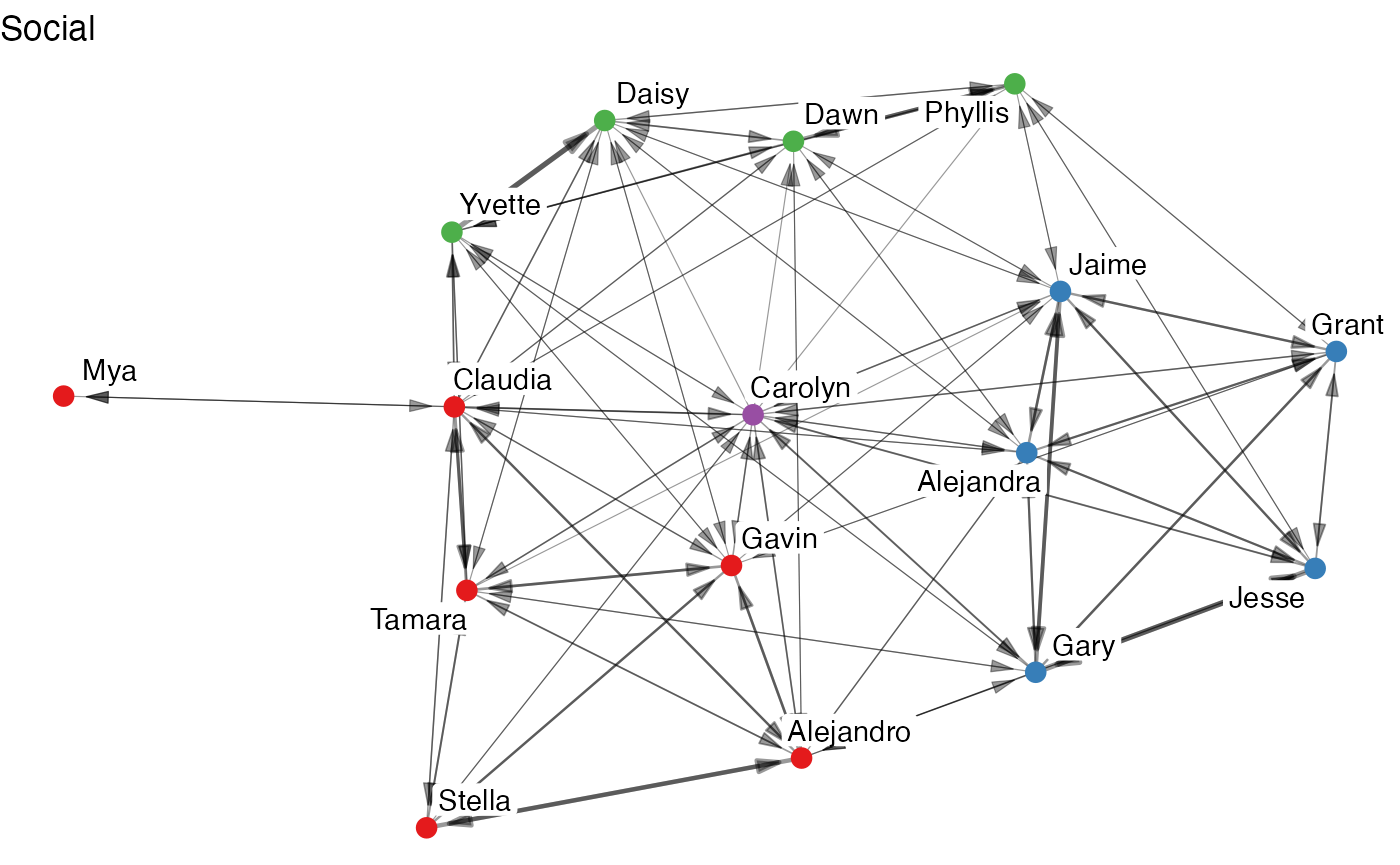 Social
Daisy
Dawn
Phyllis
Yvette
Jaime
Grant
Mya
Claudia
Carolyn
Alejandra
Gavin
Jesse
Tamara
Gary
Alejandro
Stella